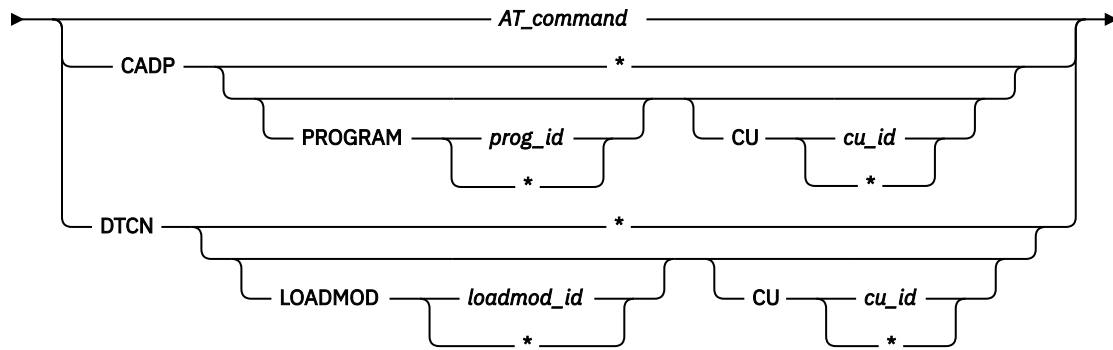 AT_command
CADP *
PROGRAM prog_id CU cu_id
* *
DTCN *
LOADMOD loadmod_id CU cu_id
* *